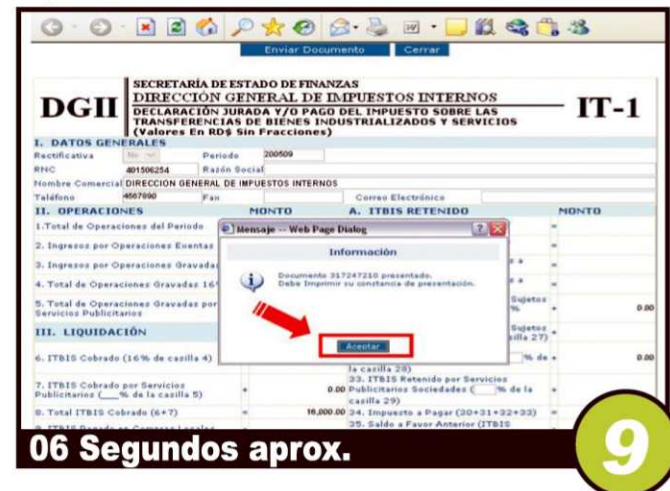 Enviar Documento Cerrar
SECRETARÍA DE ESTADO DE FINANZAS
DGII DIRECCIÓN GENERAL DE IMPUESTOS INTERNOS IT-1
DECLARACIÓN JURADA Y/O PAGO DEL IMPUESTO SOBRE LAS
TRANSFERENCIAS DE BIENES INDUSTRIALIZADOS Y SERVICIOS
(Valores En RD$ Sin Fracciones)
I. DATOS GENERALES
Rectificativa No Periodo 200509
RNC 401506254 Razón Social
Nombre Comercial DIRECCION GENERAL DE IMPUESTOS INTERNOS
Teléfono 4567890 Fax Correo Electrónico
II. OPERACIONES MONTO A. ITBIS RETENIDO MONTO
1.Total de Operaciones del Periodo =
2. Ingresos por Operaciones Exentas
3. Ingresos por Operaciones Gravadas
4. Total de Operaciones Gravadas 16%
5. Total de Operaciones Gravadas por
Servicios Publicitarios
Sujetos
% + 0.00
Mensaje -- Web Page Dialog
Información
Documento 317247210 presentado.
Debe Imprimir su constancia de presentación.
Aceptar
III. LIQUIDACIÓN
Sujetos
casilla 27)
6. ITBIS Cobrado (16% de casilla 4) % de + 0.00
la casilla 28)
7. ITBIS Cobrado por Servicios
Publicitarios (___% de la casilla 5) + 0.00
33. ITBIS Retenido por Servicios
Publicitarios Sociedades ( % de la
casilla 29)
8. Total ITBIS Cobrado (6+7) = 16,000.00 34. Impuesto a Pagar (30+31+32+33) =
35. Saldo a Favor Anterior (ITBIS
06 Segundos aprox.
9